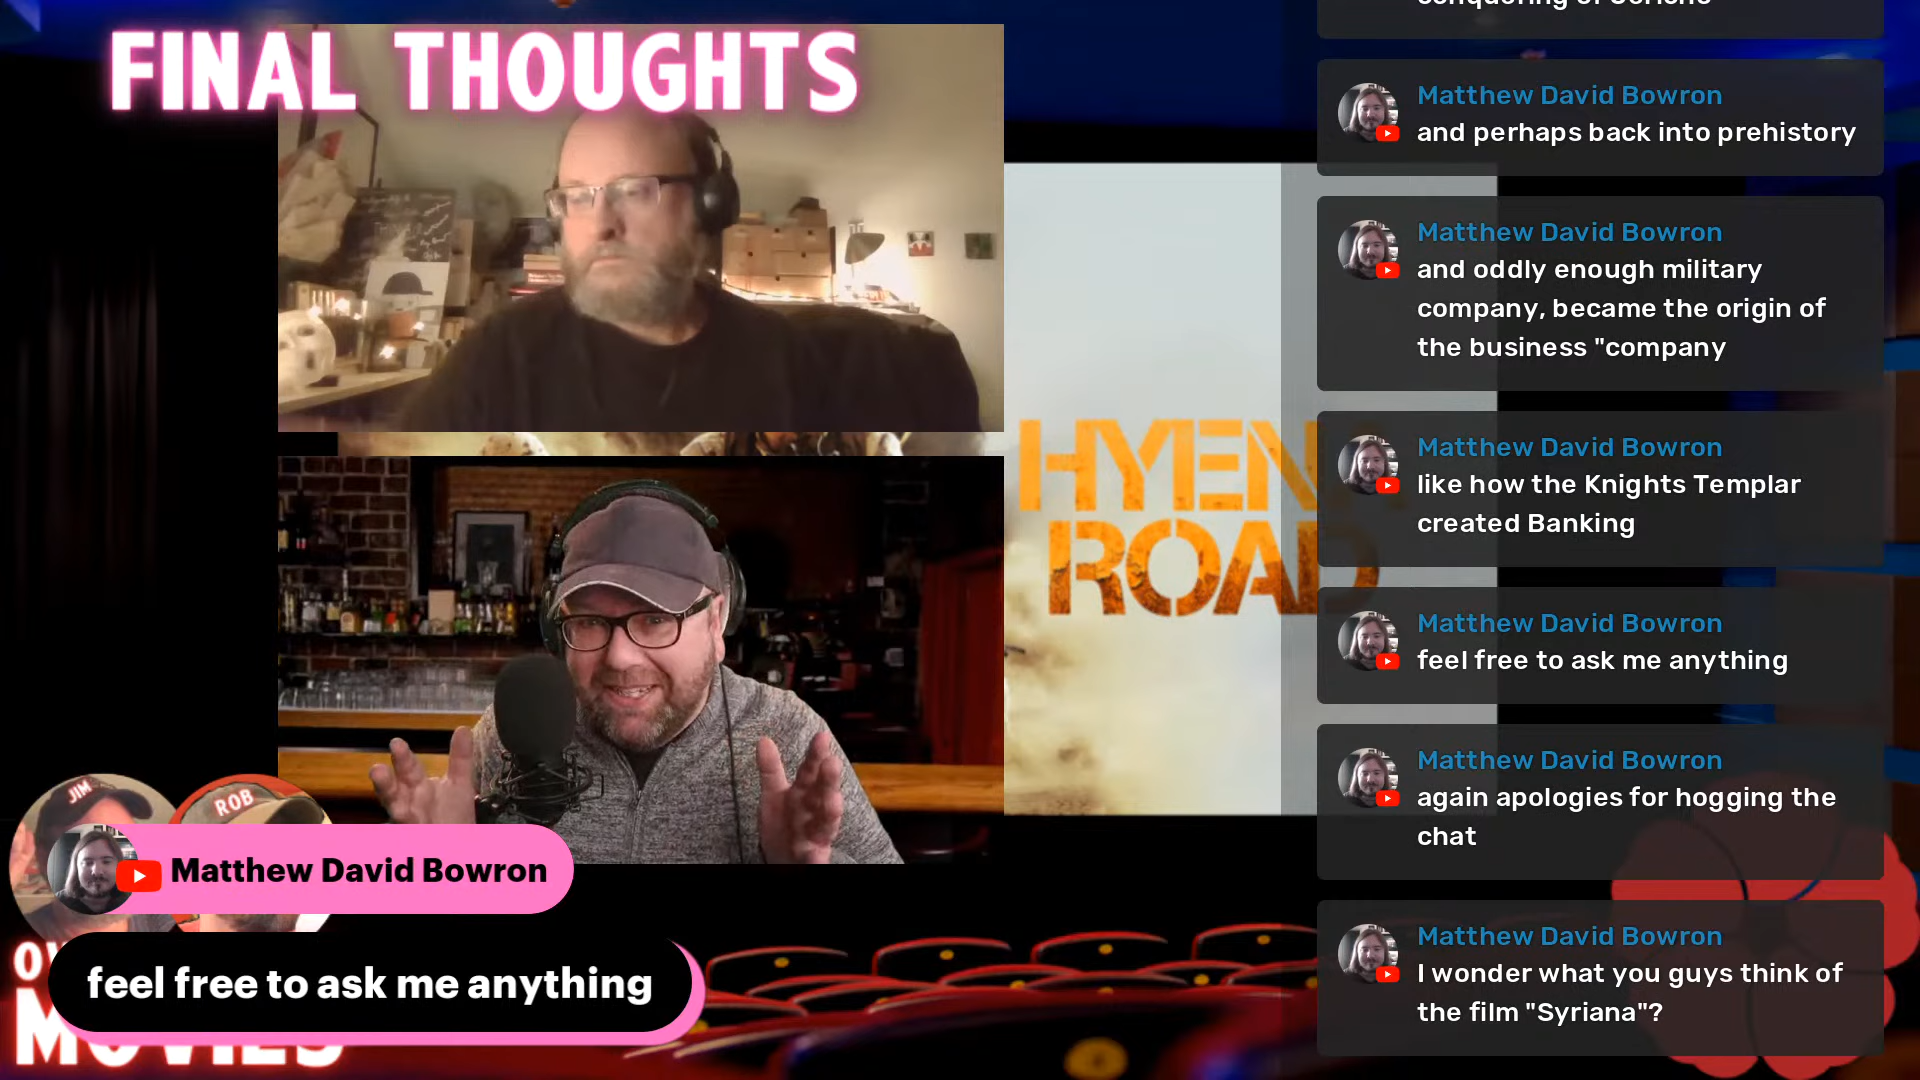 FINAL THOUGHTS
HYEN
ROAD
JIM
ROB
Matthew David Bowron
feel free to ask me anything
MOVIES
Matthew David Bowron
and perhaps back into prehistory
Matthew David Bowron
and oddly enough military
company, became the origin of
the business "company
Matthew David Bowron
like how the Knights Templar
created Banking
Matthew David Bowron
feel free to ask me anything
Matthew David Bowron
again apologies for hogging the
chat
Matthew David Bowron
I wonder what you guys think of
the film "Syriana"?